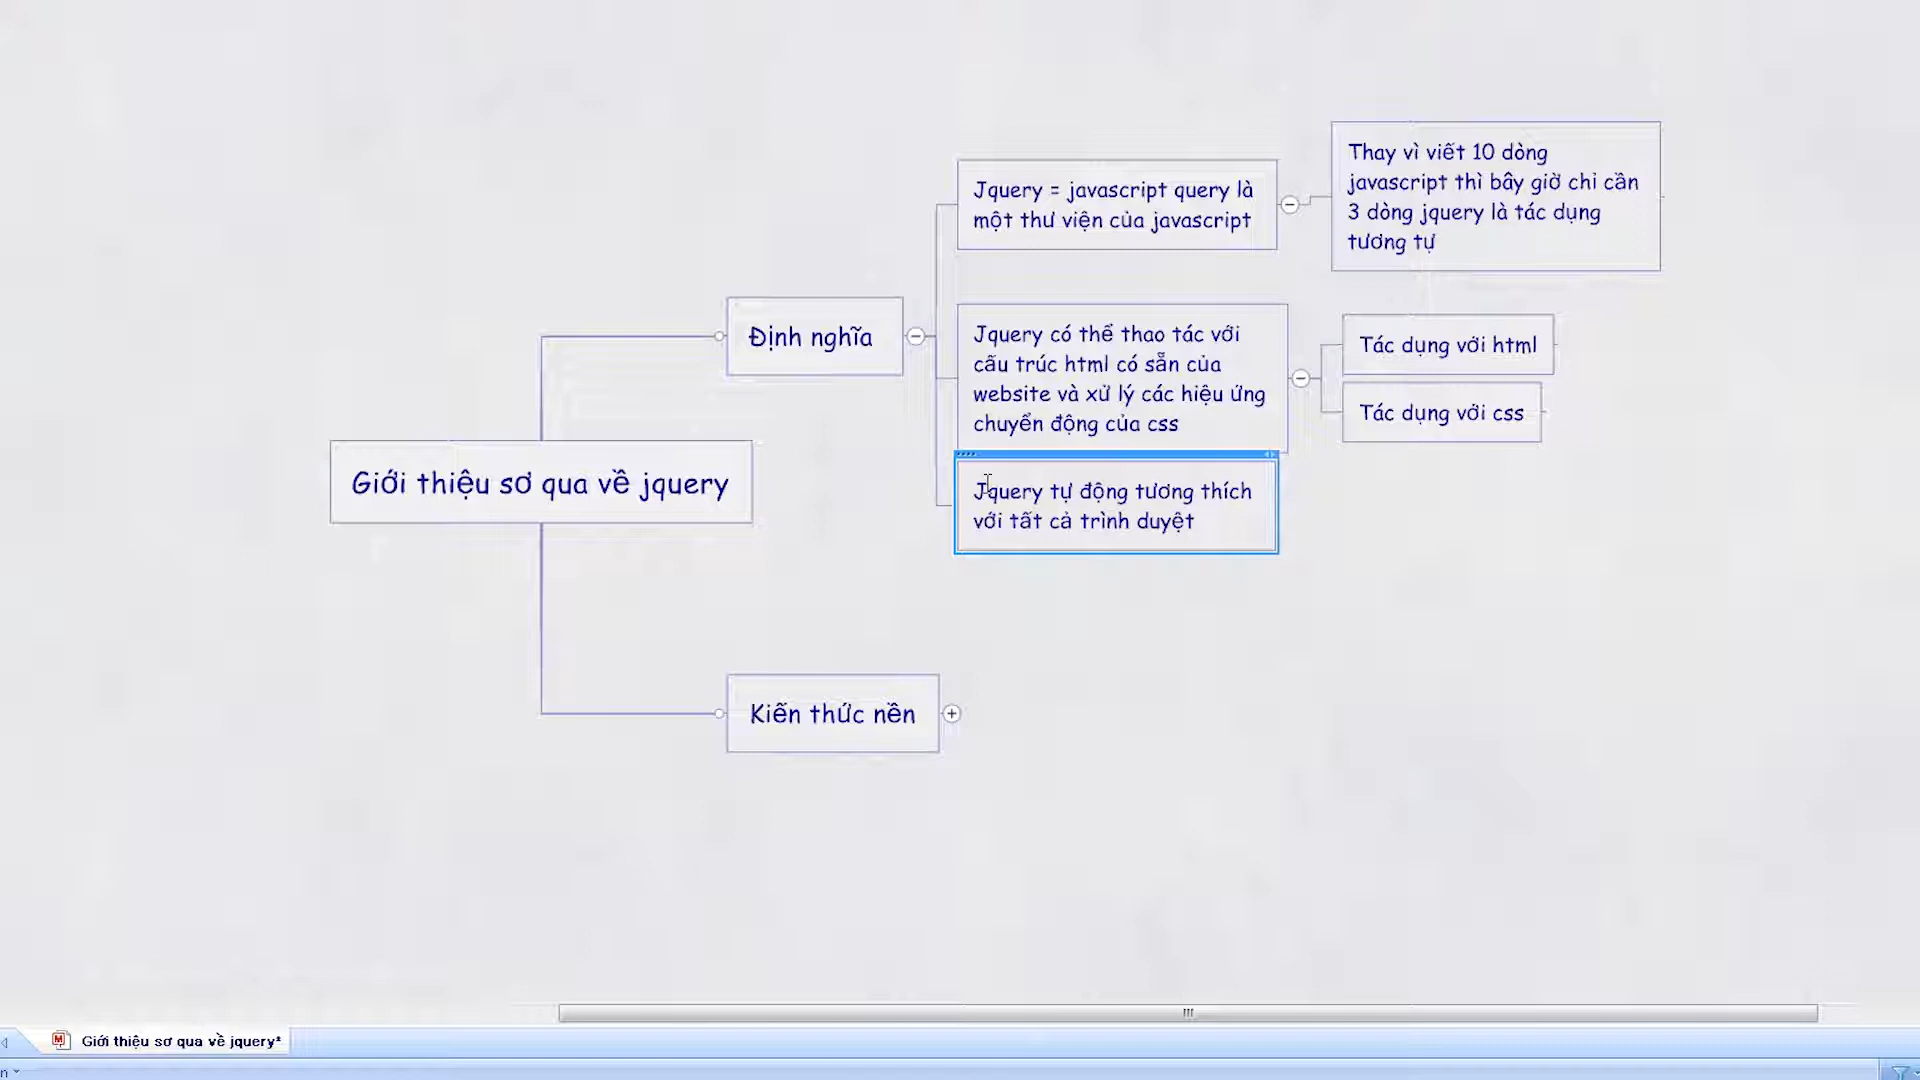 Giới thiệu sơ qua về jquery
Định nghĩa
Jquery = javascript query là
một thư viện của javascript
Thay vì viết 10 dòng
javascript thì bây giờ chỉ cần
3 dòng jquery là tác dụng
tương tự
Jquery có thể thao tác với
cấu trúc html có sẵn của
website và xử lý các hiệu ứng
chuyển động của css
Tác dụng với html
Tác dụng với css
Jquery tự động tương thích
với tất cả trình duyệt
Kiến thức nền
Giới thiệu sơ qua về jquery*
n